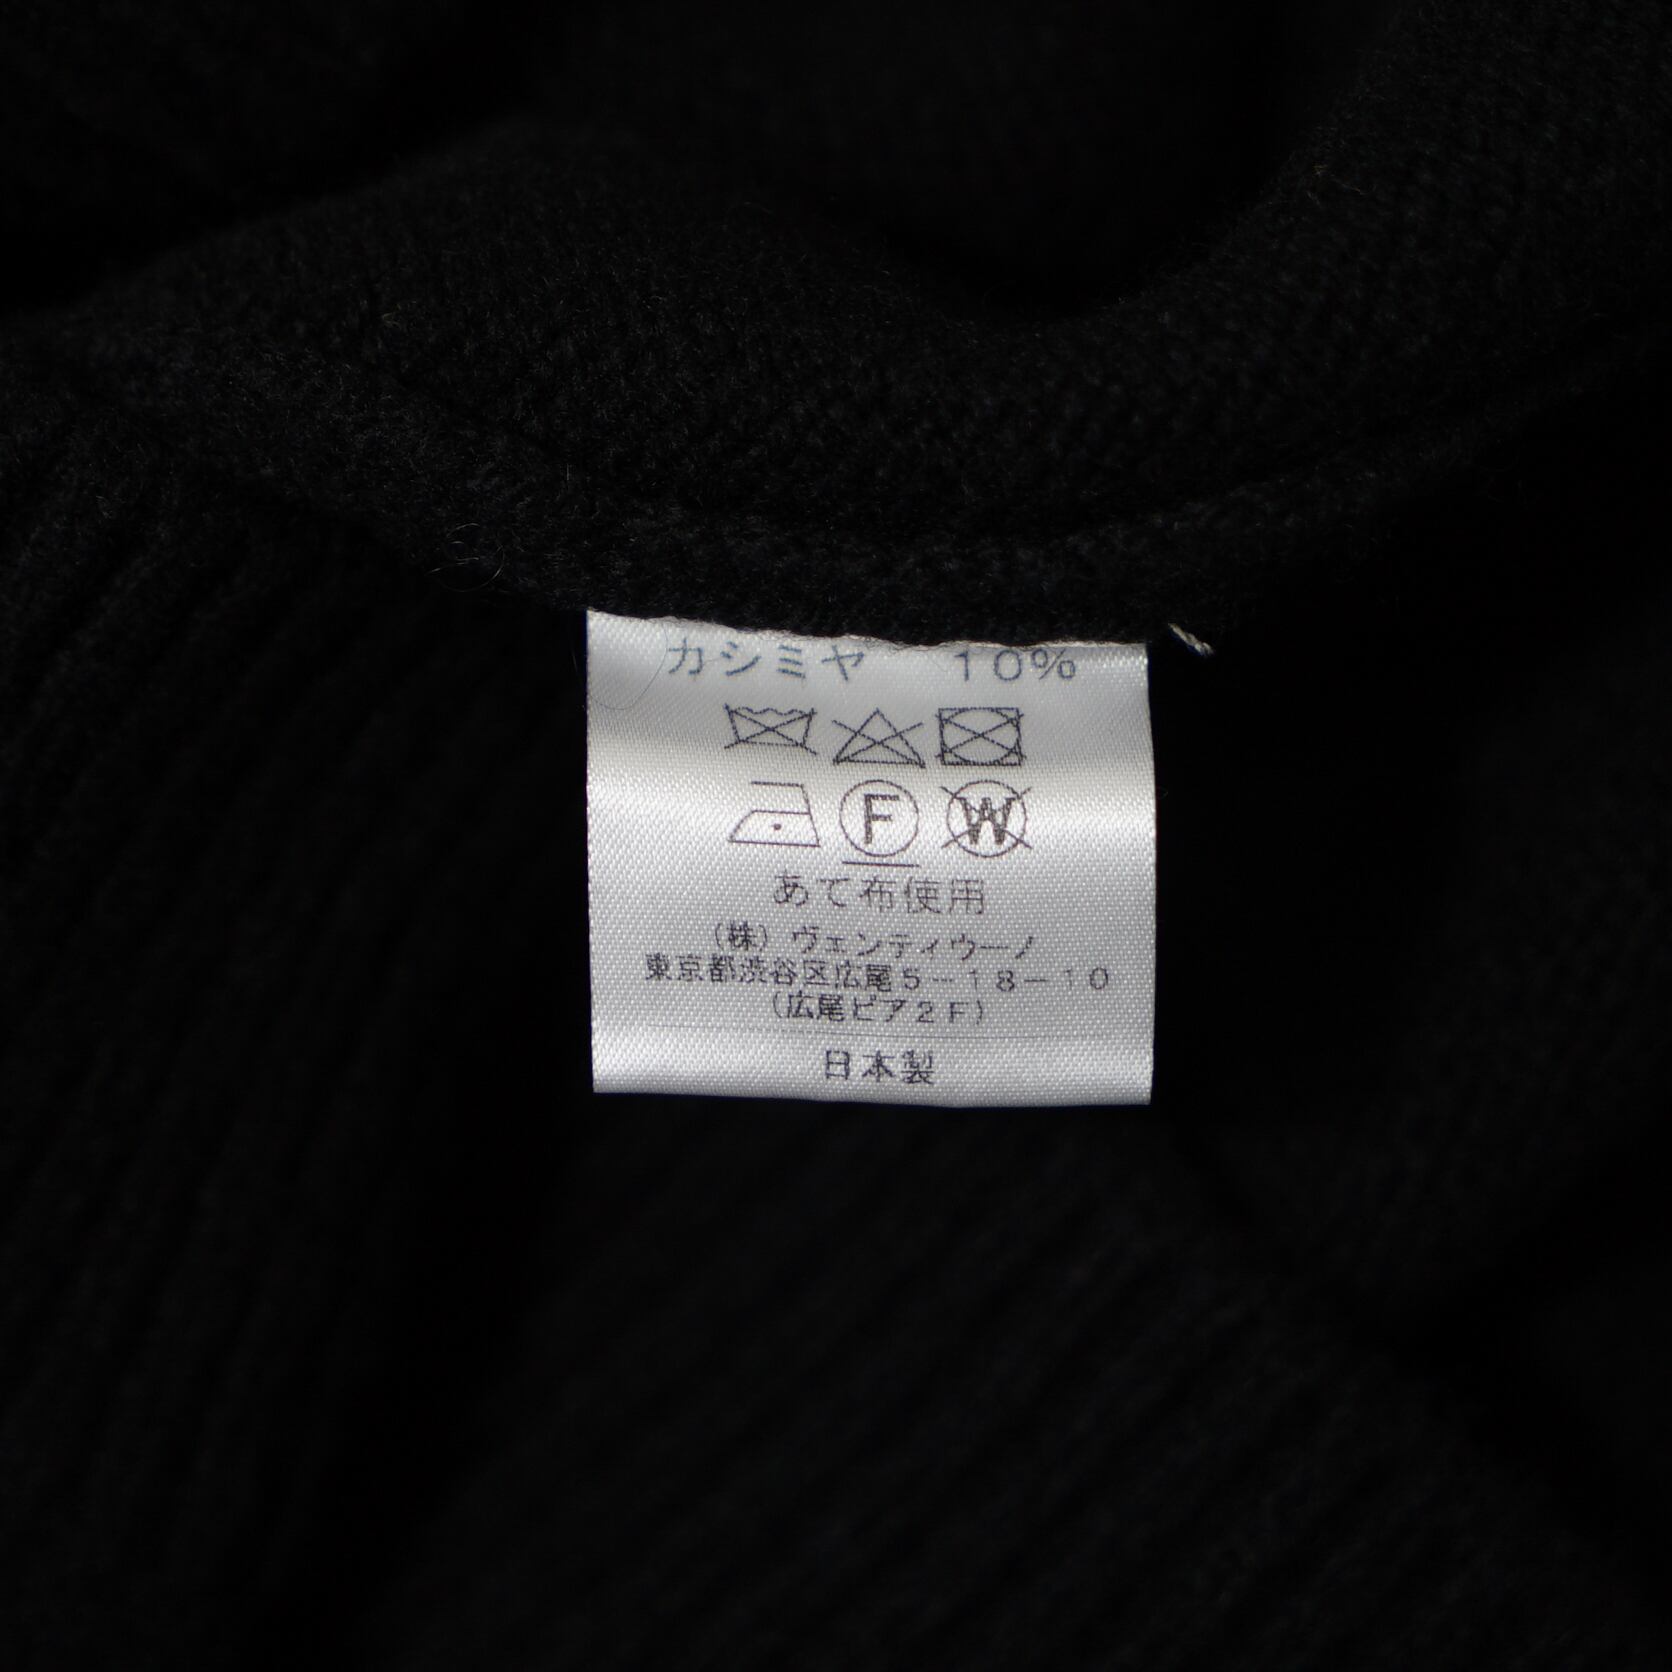 カシミヤ 10%
F W
あて布使用
（株）ヴェンティウーノ
東京都渋谷区広尾5-18-10
（広尾ピア2F）
日本製